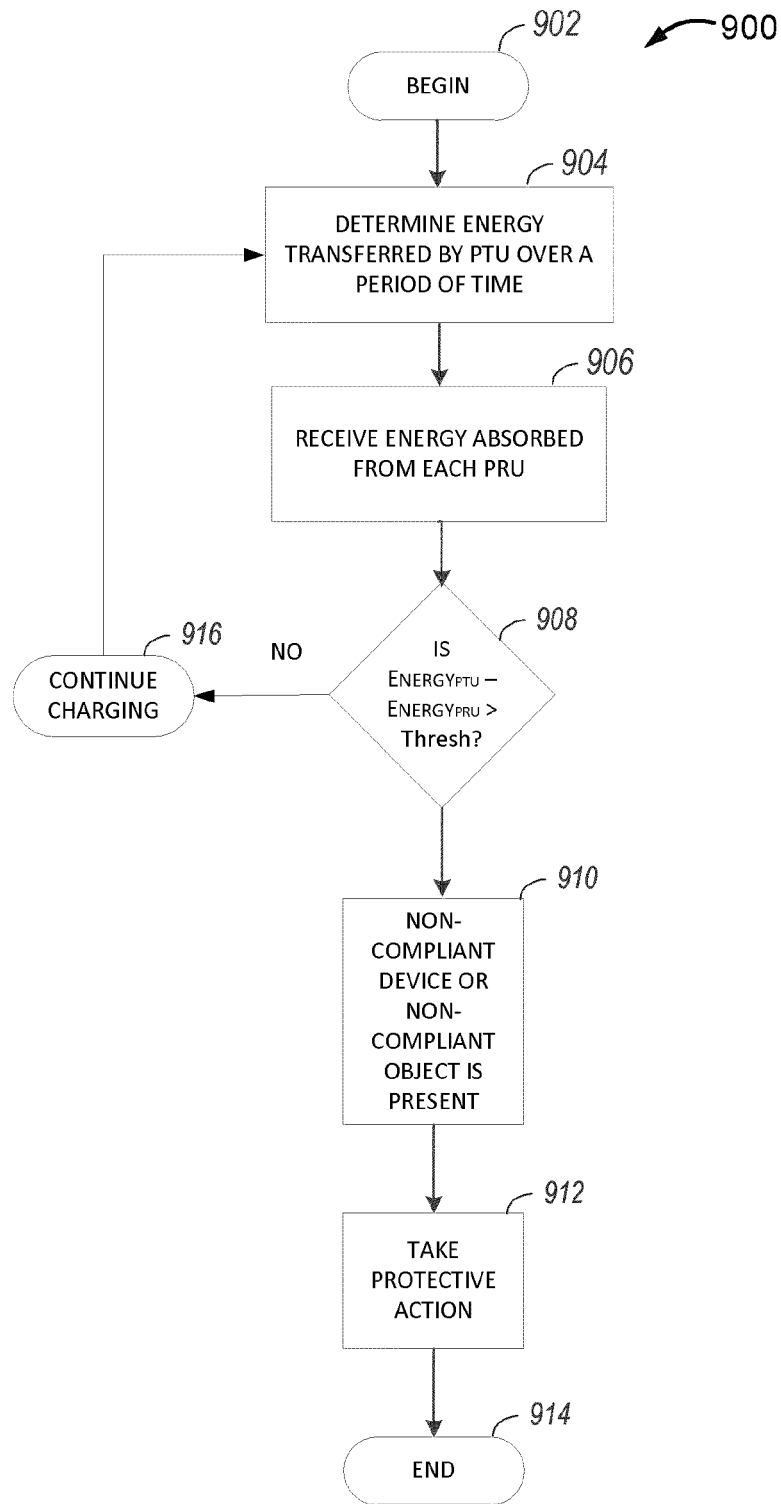 902
900
BEGIN
904
DETERMINE ENERGY
TRANSFERRED BY PTU OVER A
PERIOD OF TIME
906
RECEIVE ENERGY ABSORBED
FROM EACH PRU
908
916
NO
IS
ENERGYPTU –
ENERGYPRU >
Thresh?
CONTINUE
CHARGING
910
NON-
COMPLIANT
DEVICE OR
NON-
COMPLIANT
OBJECT IS
PRESENT
912
TAKE
PROTECTIVE
ACTION
914
END